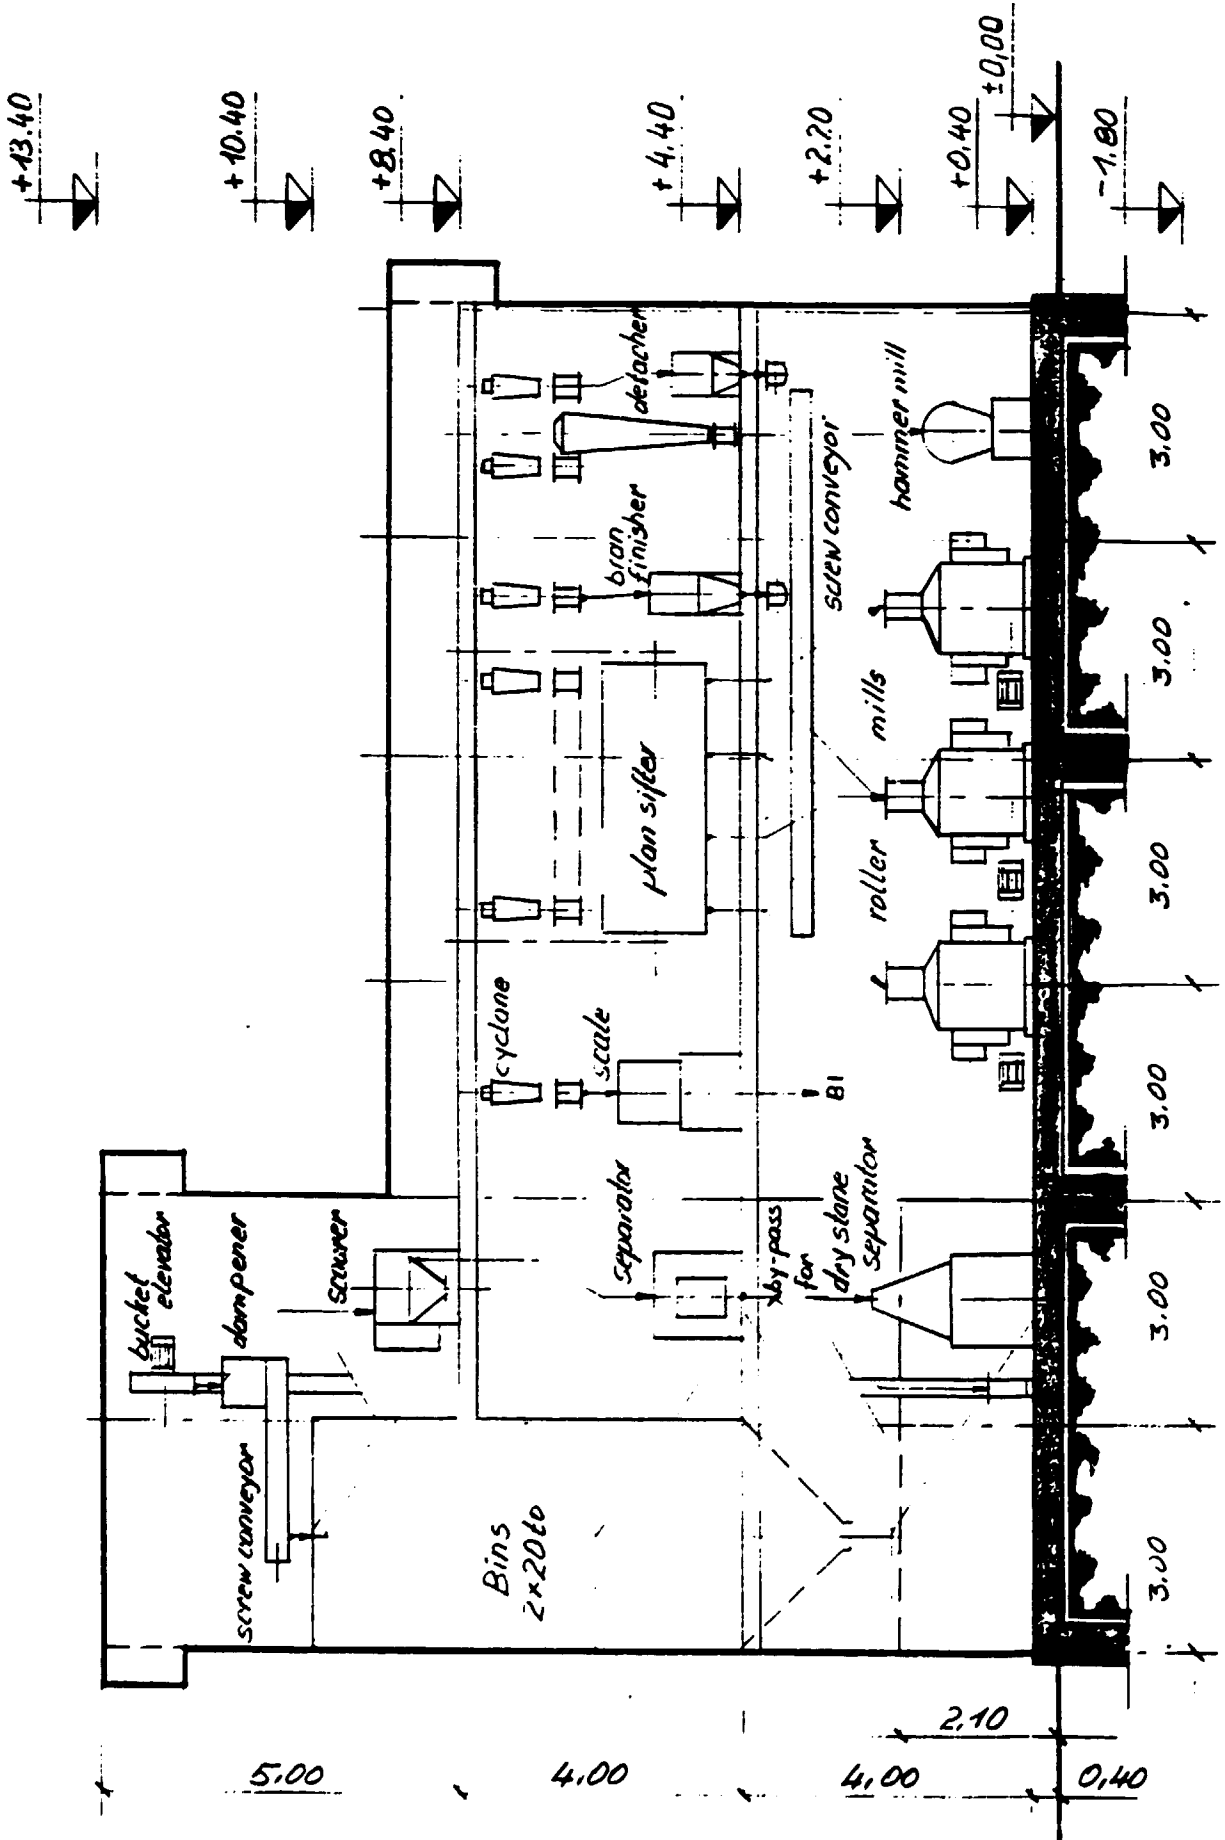 +13.40
+10.40
+8.40
+4.40
+2.20
+0.40
±0,00
-1.80
bucket
elevator
dampener
screw conveyor
scourer
Bins
2x20to
cyclone
scale
separator
B1
by-pass
for
dry stone
separator
plan sifter
bran
finisher
detacher
screw conveyor
roller mills
hammer mill
5.00
4.00
4.00
2.10
0,40
3.00
3.00
3.00
3.00
3.00
3.00